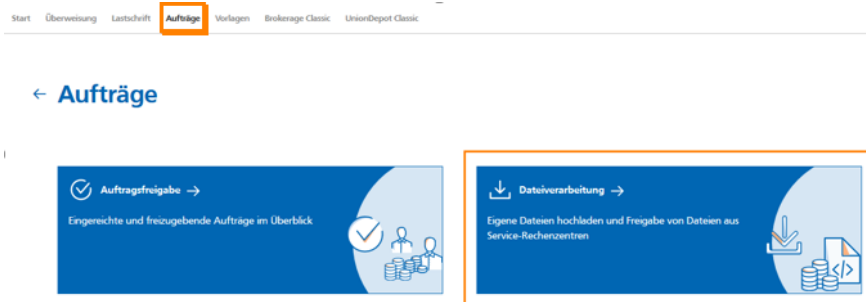 Start Überweisung Lastschrift Aufträge Vorlagen Brokerage Classic UnionDepot Classic
← Aufträge
Auftragsfreigabe →
Eingereichte und freizugebende Aufträge im Überblick
Dateiverarbeitung →
Eigene Dateien hochladen und Freigabe von Dateien aus
Service-Rechenzentren